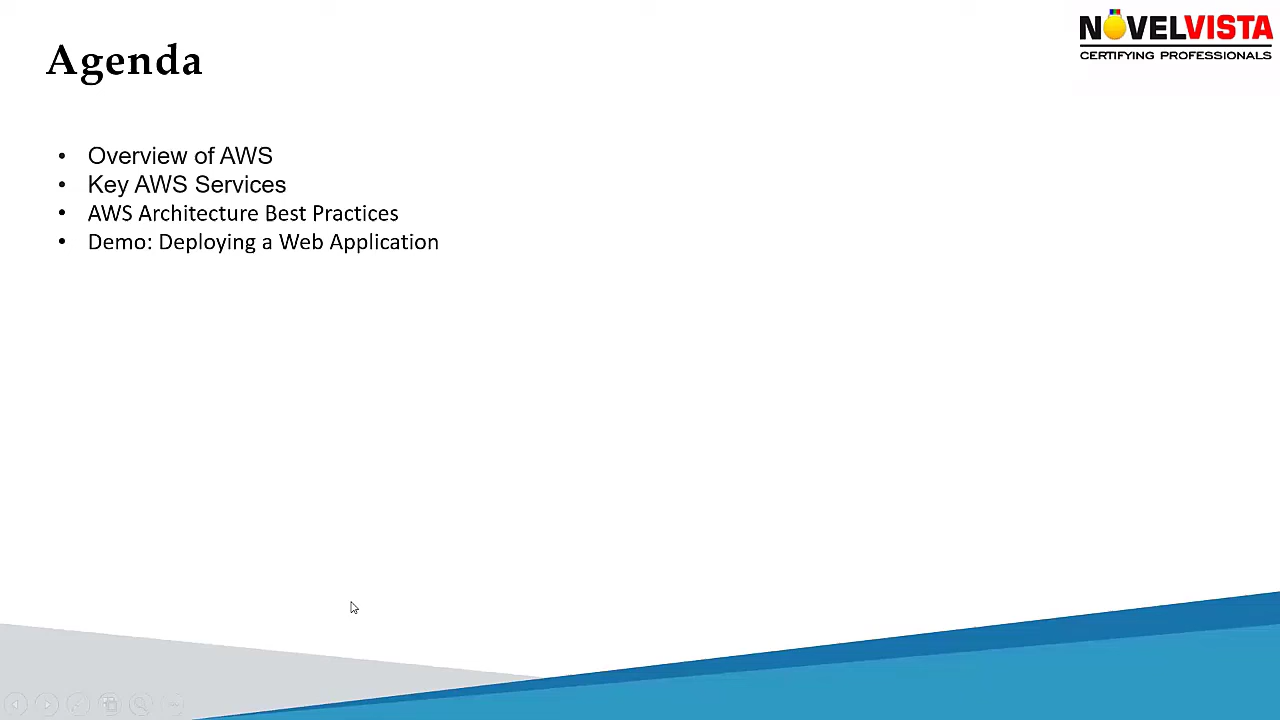 Agenda
NOVELVISTA
CERTIFYING PROFESSIONALS
• Overview of AWS
• Key AWS Services
• AWS Architecture Best Practices
• Demo: Deploying a Web Application